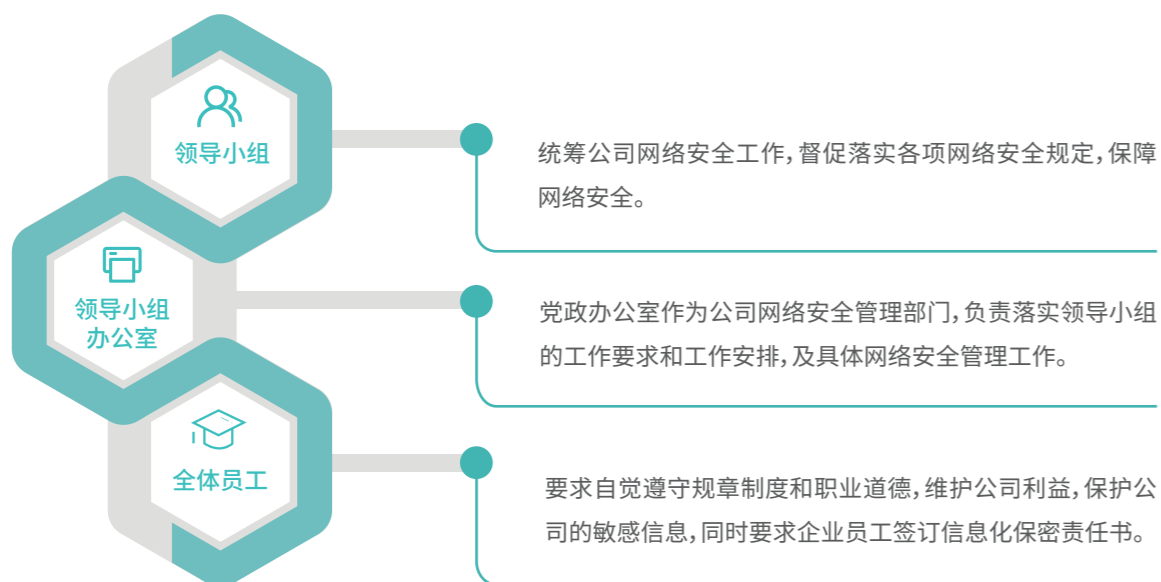 领导小组
统筹公司网络安全工作，督促落实各项网络安全规定，保障
网络安全。
领导小组
办公室
党政办公室作为公司网络安全管理部门，负责落实领导小组
的工作要求和工作安排，及具体网络安全管理工作。
全体员工
要求自觉遵守规章制度和职业道德，维护公司利益，保护公
司的敏感信息，同时要求企业员工签订信息化保密责任书。